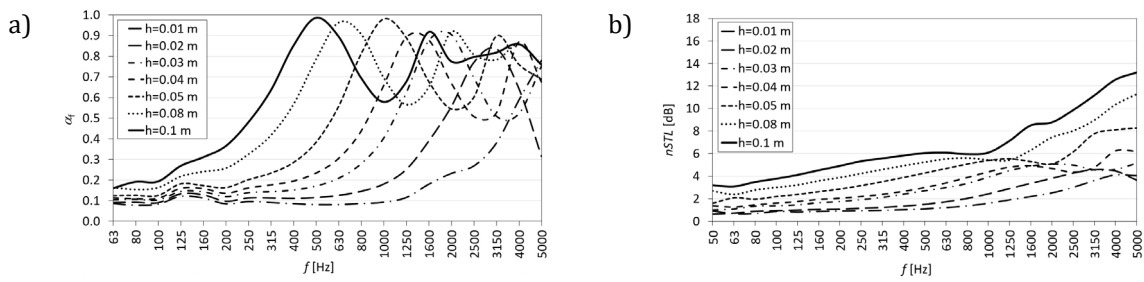 a)
1.0
0.9
0.8
0.7
0.6
0.5
0.4
0.3
0.2
0.1
0.0
αf
h=0.01 m
h=0.02 m
h=0.03 m
h=0.04 m
h=0.05 m
h=0.08 m
h=0.1 m
63 80 100 125 160 200 250 315 400 500 630 800 1000 1250 1600 2000 2500 3150 4000 5000
f [Hz]
b)
18
16
14
12
10
8
6
4
2
0
nSTL [dB]
h=0.01 m
h=0.02 m
h=0.03 m
h=0.04 m
h=0.05 m
h=0.08 m
h=0.1 m
50 63 80 100 125 160 200 250 315 400 500 630 800 1000 1250 1600 2000 2500 3150 4000 5000
f [Hz]